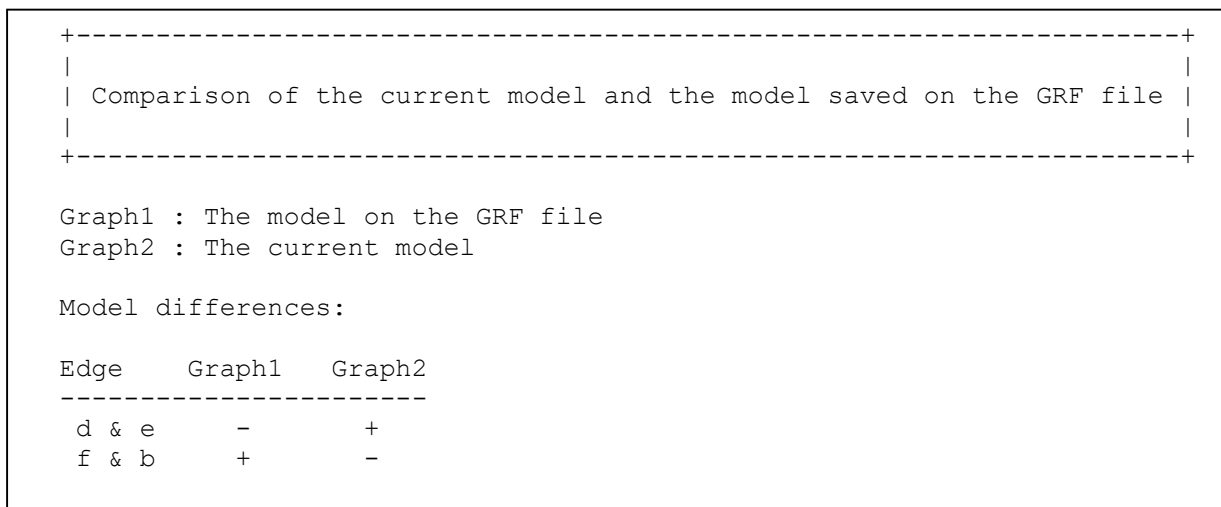 +---------------------------------------------------------------------+
|                                                                     |
| Comparison of the current model and the model saved on the GRF file |
|                                                                     |
+---------------------------------------------------------------------+
Graph1 : The model on the GRF file
Graph2 : The current model
Model differences:
Edge    Graph1   Graph2
-----------------------
 d & e     -       +
 f & b     +       -